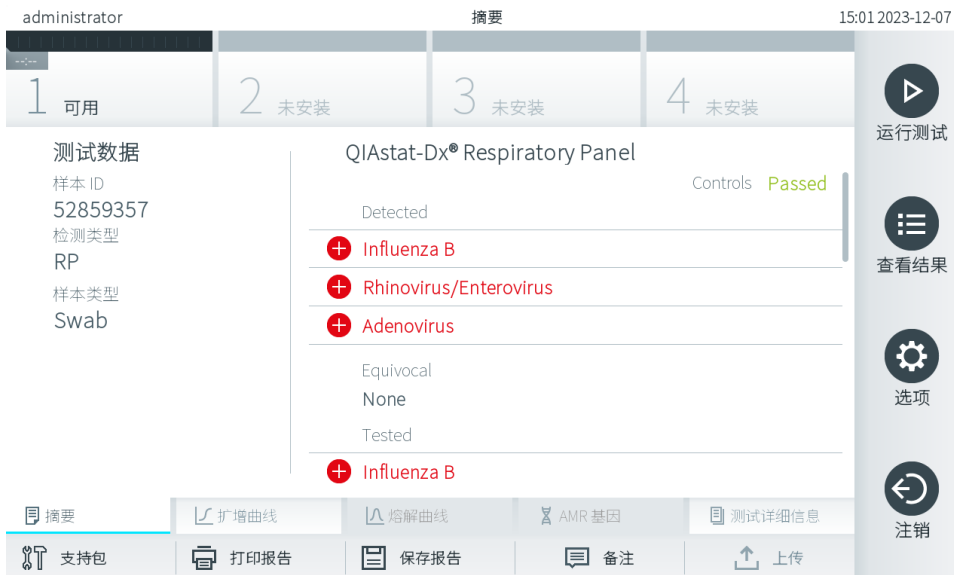 administrator
摘要
15:01 2023-12-07
--:--
1 可用
2 未安装
3 未安装
4 未安装
运行测试
测试数据
样本 ID
52859357
检测类型
RP
样本类型
Swab
QIAstat-Dx® Respiratory Panel
Controls Passed
Detected
Influenza B
Rhinovirus/Enterovirus
Adenovirus
Equivocal
None
Tested
Influenza B
查看结果
选项
注销
摘要
扩增曲线
熔解曲线
AMR 基因
测试详细信息
支持包
打印报告
保存报告
备注
上传